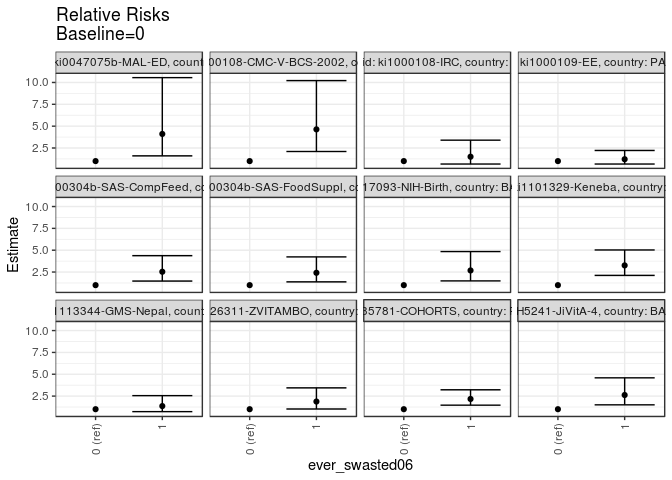 Relative Risks
Baseline=0
ki0047075b-MAL-ED, count
00108-CMC-V-BCS-2002, c
id: ki1000108-IRC, country:
ki1000109-EE, country: PA
10.0
7.5
5.0
2.5
00304b-SAS-CompFeed, co
00304b-SAS-FoodSuppl, co
17093-NIH-Birth, country: BA
i1101329-Keneba, country:
10.0
7.5
5.0
2.5
1113344-GMS-Nepal, count
26311-ZVITAMBO, country:
35781-COHORTS, country:
H5241-JiVitA-4, country: BA
10.0
7.5
5.0
2.5
Estimate
0 (ref)
1
0 (ref)
1
0 (ref)
1
0 (ref)
1
ever_swasted06